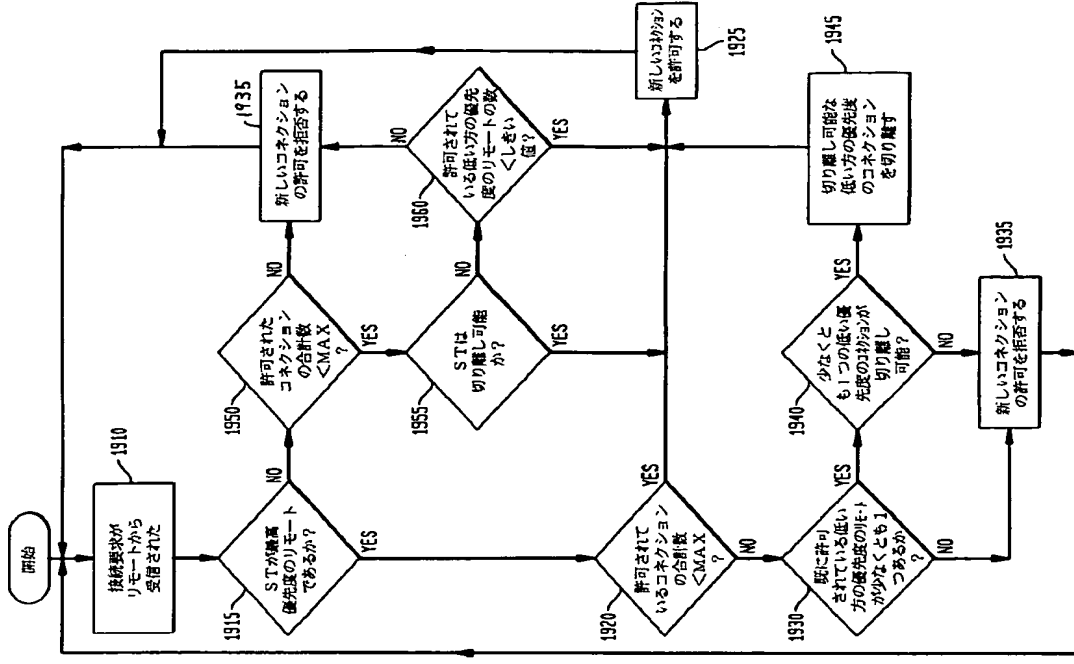 開始
1910
接続要求が
リモートから
受信された
1915
STが最高
優先度のリモート
であるか?
NO
YES
1950
許可された
コネクション
の合計数
<MAX
?
NO
YES
1935
新しいコネクション
の許可を拒否する
1955
STは
切り離し可能
か?
NO
YES
1960
許可されて
いる低い方の優先
度のリモートの数
<しきい
値?
NO
YES
1925
新しいコネクション
を許可する
1920
許可されて
いるコネクション
の合計数
<MAX
?
YES
NO
1930
既に許可
されている低い
方の優先度のリモート
が少なくとも1
つあるか
?
YES
NO
1940
少なくと
も1つの低い優
先度のコネクションが
切り離し
可能?
YES
NO
1945
切り離し可能な
低い方の優先度
のコネクション
を切り離す
1935
新しいコネクション
の許可を拒否する